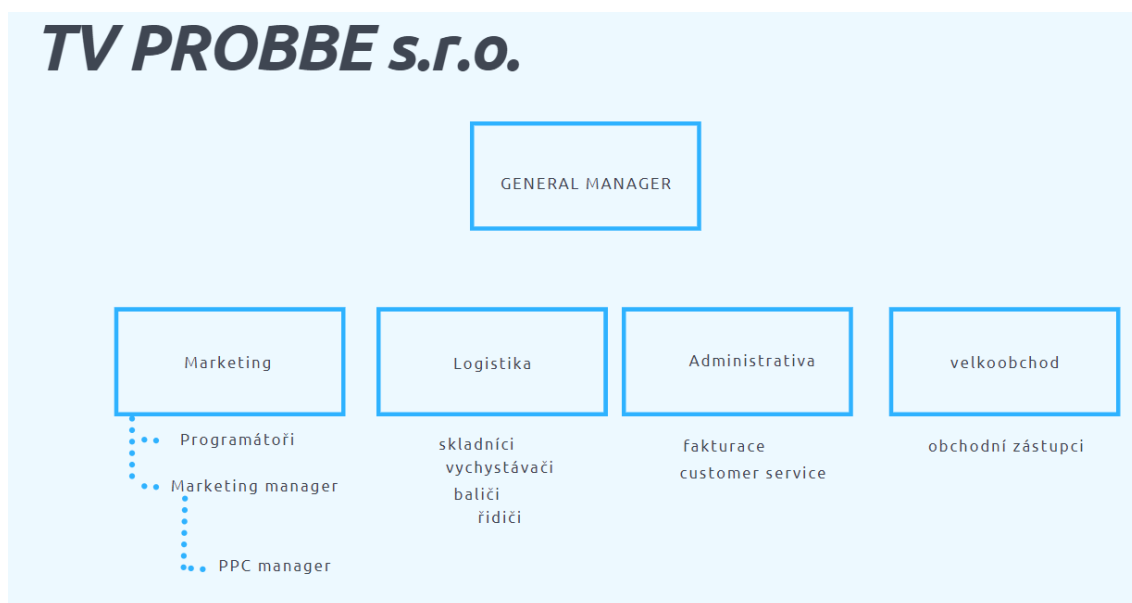 TV PROBBE s.r.o.
GENERAL MANAGER
Marketing
Programátoři
Marketing manager
PPC manager
Logistika
skladníci
vychystávači
baliči
řidiči
Administrativa
fakturace
customer service
velkoobchod
obchodní zástupci